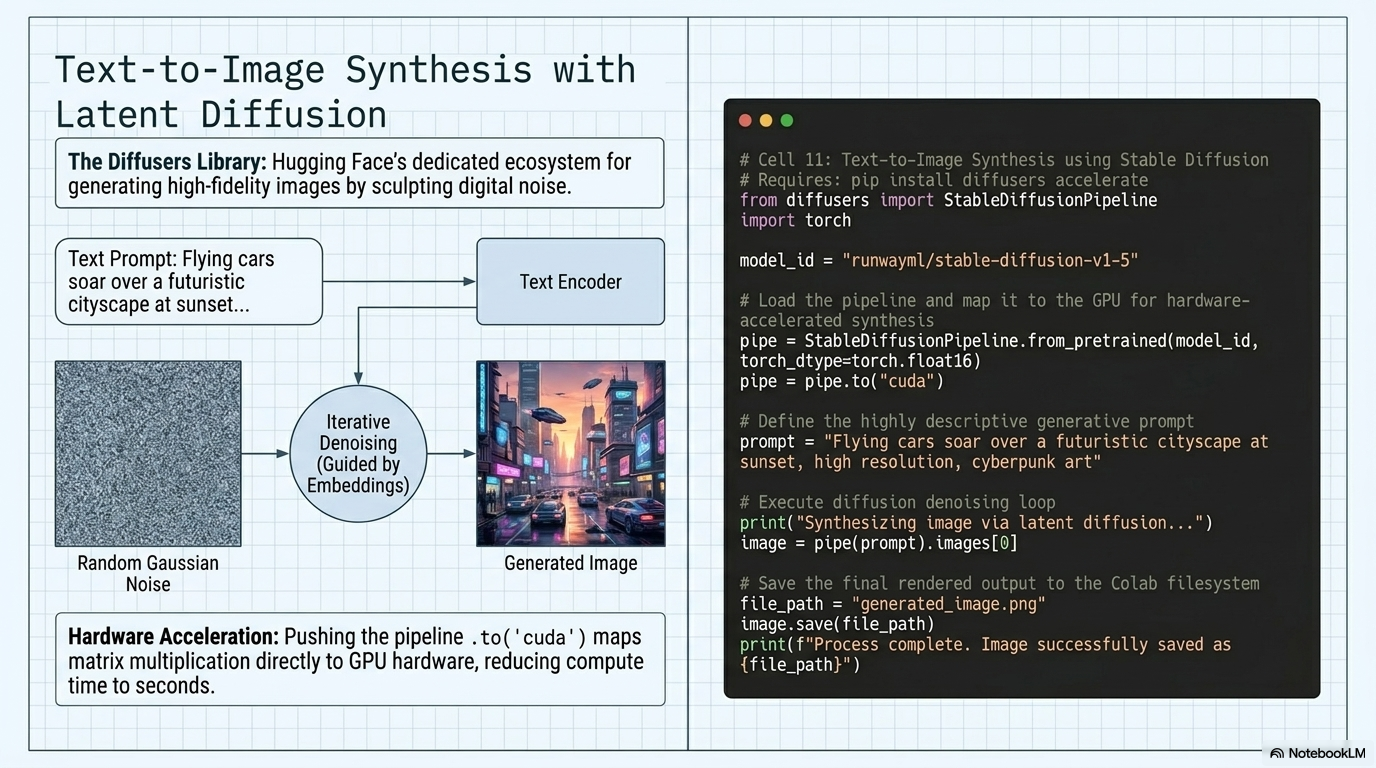 Text-to-Image Synthesis with
Latent Diffusion
The Diffusers Library: Hugging Face's dedicated ecosystem for
generating high-fidelity images by sculpting digital noise.
Text Prompt: Flying cars
soar over a futuristic
cityscape at sunset...
Text Encoder
Iterative
Denoising
(Guided by
Embeddings)
Random Gaussian
Noise
Generated Image
Hardware Acceleration: Pushing the pipeline .to('cuda') maps
matrix multiplication directly to GPU hardware, reducing compute
time to seconds.
# Cell 11: Text-to-Image Synthesis using Stable Diffusion
# Requires: pip install diffusers accelerate
from diffusers import StableDiffusionPipeline
import torch
model_id = "runwayml/stable-diffusion-v1-5"
# Load the pipeline and map it to the GPU for hardware-
accelerated synthesis
pipe = StableDiffusionPipeline.from_pretrained(model_id,
torch_dtype=torch.float16)
pipe = pipe.to("cuda")
# Define the highly descriptive generative prompt
prompt = "Flying cars soar over a futuristic cityscape at
sunset, high resolution, cyberpunk art"
# Execute diffusion denoising loop
print("Synthesizing image via latent diffusion...")
image = pipe(prompt).images[0]
# Save the final rendered output to the Colab filesystem
file_path = "generated_image.png"
image.save(file_path)
print(f"Process complete. Image successfully saved as
{file_path}")
NotebookLM